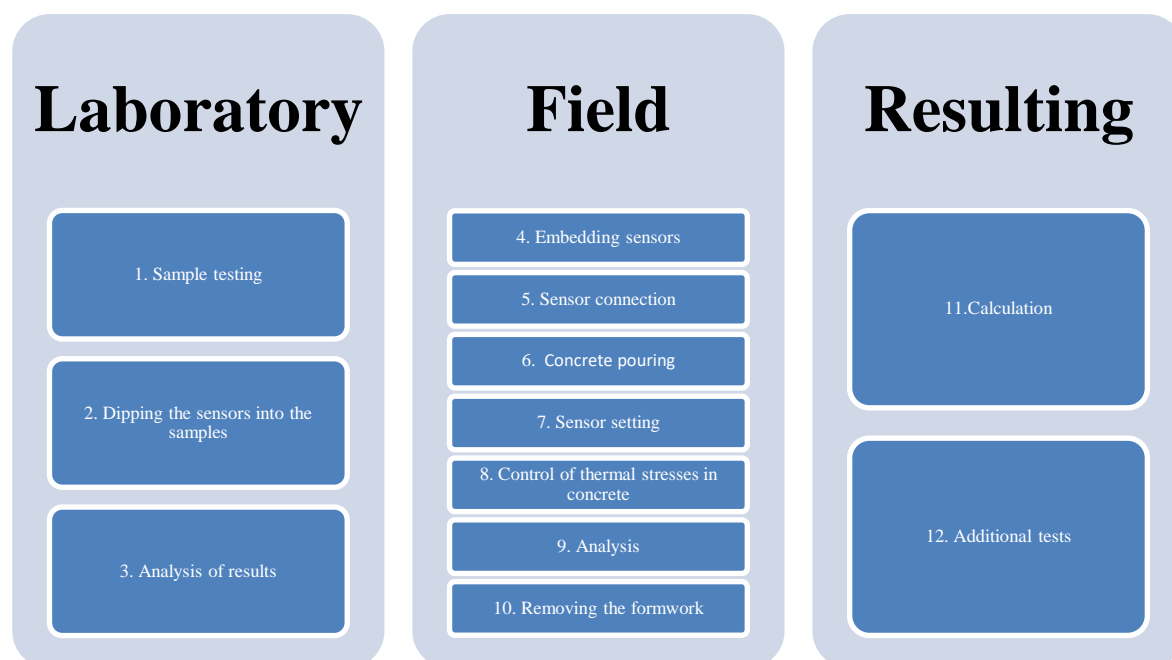 Laboratory
1. Sample testing
2. Dipping the sensors into the
samples
3. Analysis of results
Field
4. Embedding sensors
5. Sensor connection
6.  Concrete pouring
7. Sensor setting
8. Control of thermal stresses in
concrete
9. Analysis
10. Removing the formwork
Resulting
11.Calculation
12. Additional tests